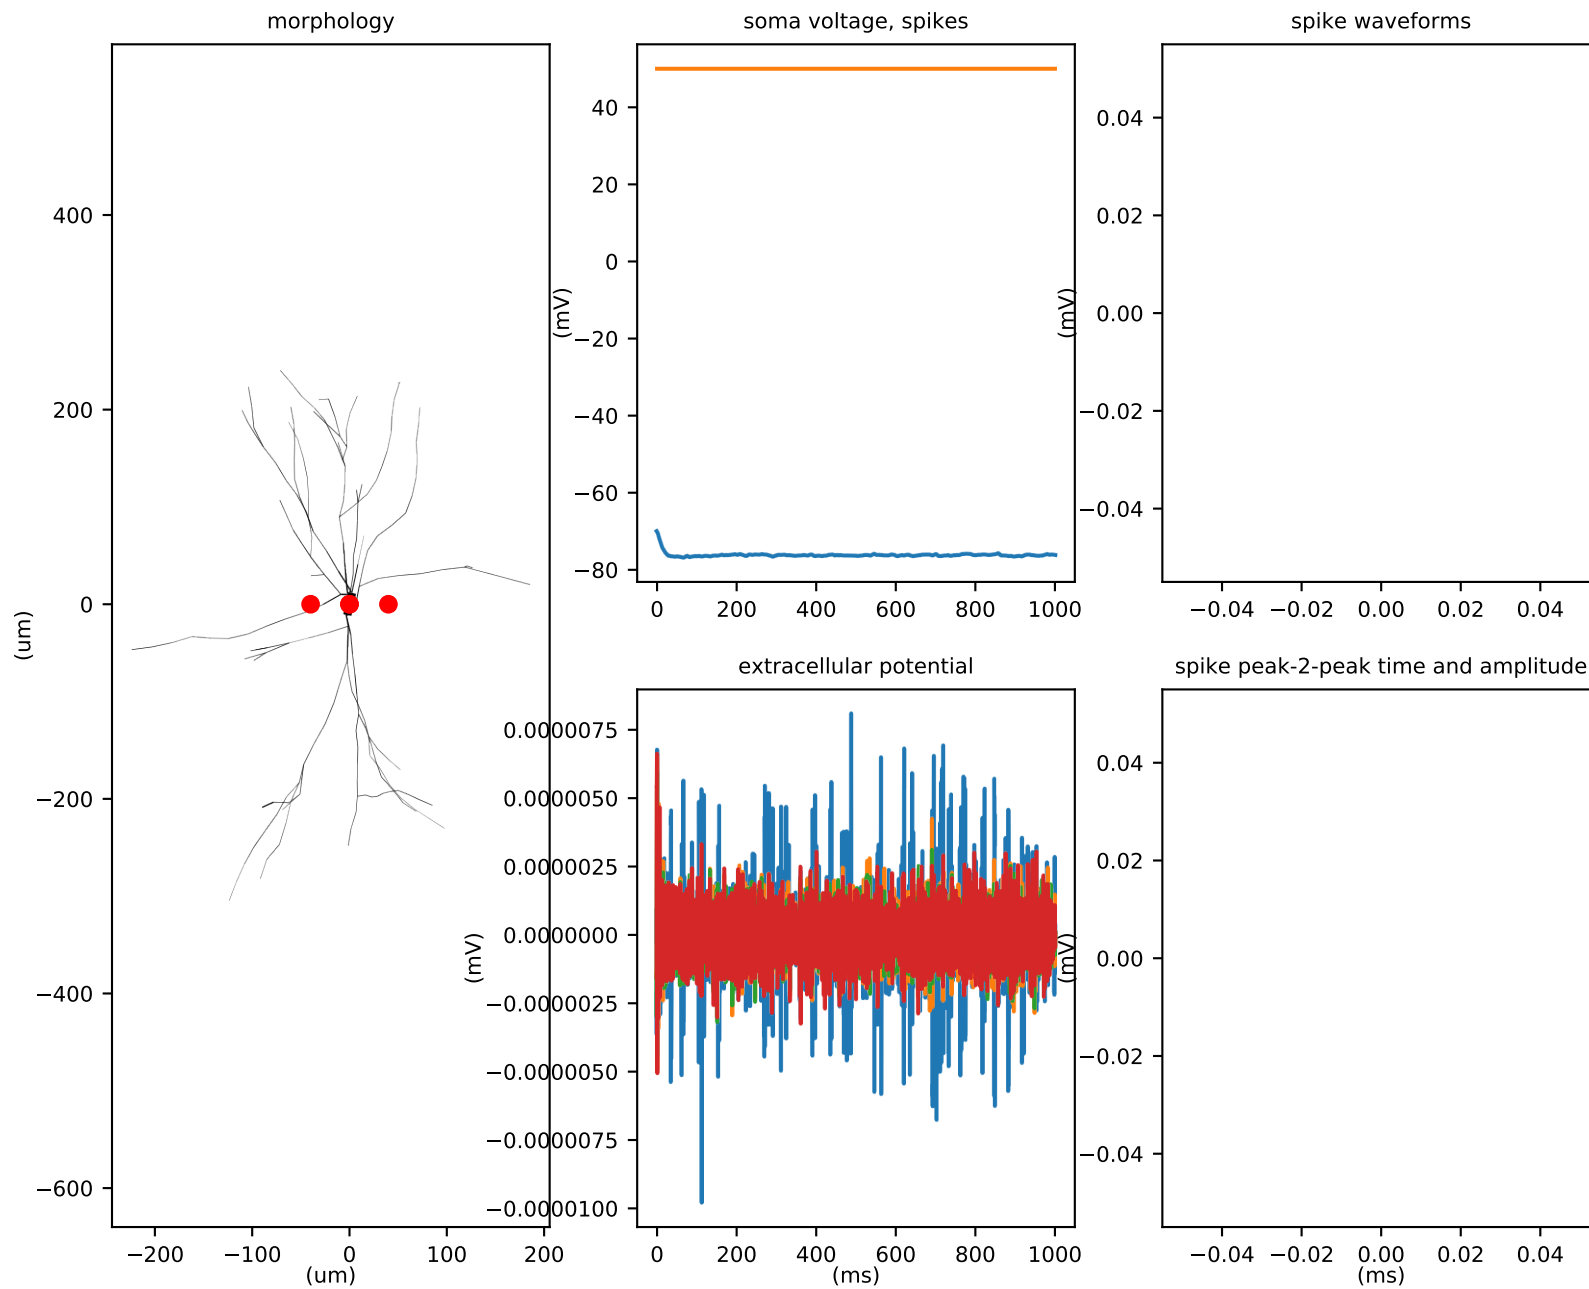 morphology
400
200
0
−200
−400
−600
(um)
−200 −100 0 100 200
(um)
soma voltage, spikes
40
20
0
−20
−40
−60
−80
(mV)
0 200 400 600 800 1000
spike waveforms
0.04
0.02
0.00
−0.02
−0.04
(mV)
−0.04 −0.02 0.00 0.02 0.04
extracellular potential
0.0000075
0.0000050
0.0000025
0.0000000
−0.0000025
−0.0000050
−0.0000075
−0.0000100
(mV)
0 200 400 600 800 1000
(ms)
spike peak-2-peak time and amplitude
0.04
0.02
0.00
−0.02
−0.04
(mV)
−0.04 −0.02 0.00 0.02 0.04
(ms)